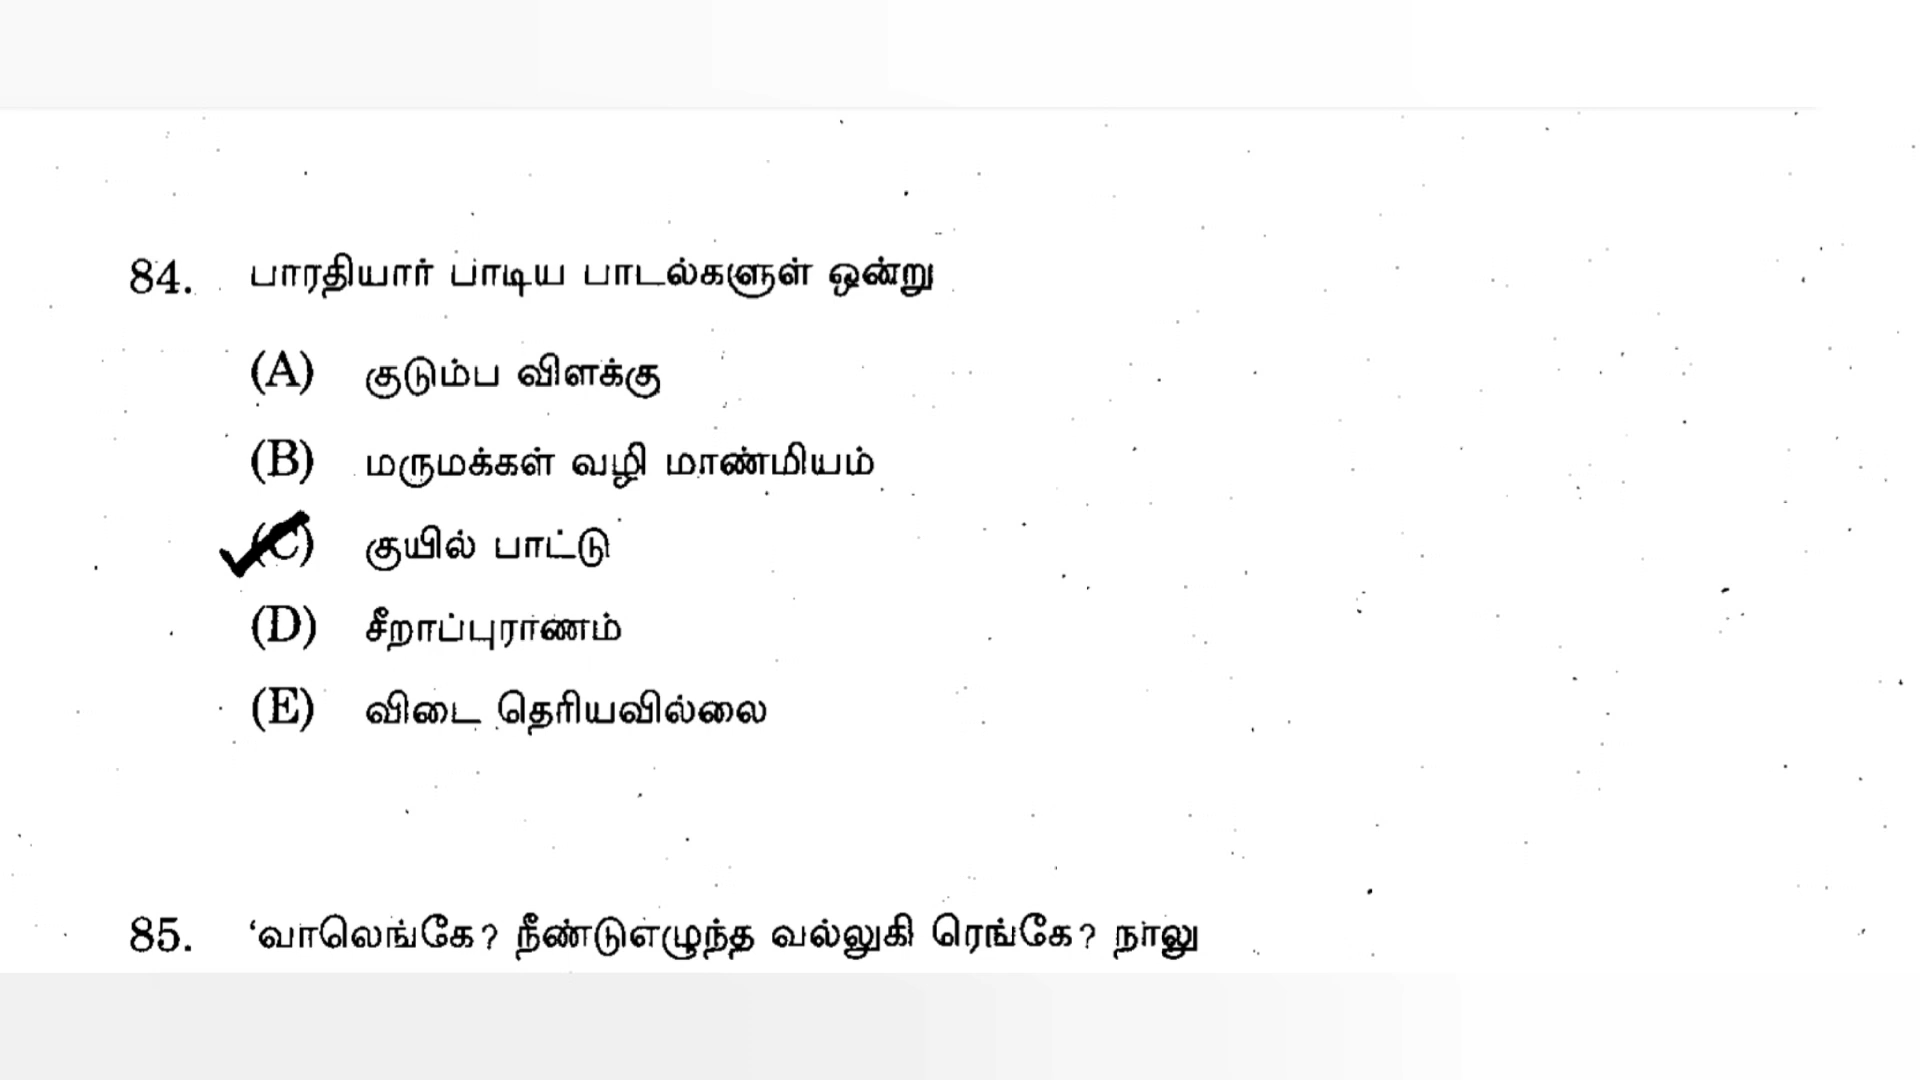 84. பாரதியார் பாடிய பாடல்களுள் ஒன்று
(A) குடும்ப விளக்கு
(B) மருமக்கள் வழி மாண்மியம்
(C) குயில் பாட்டு
(D) சீறாப்புராணம்
(E) விடை தெரியவில்லை
85. ‘வாலெங்கே? நீண்டுஎழுந்த வல்லுகி ரெங்கே? நாலு